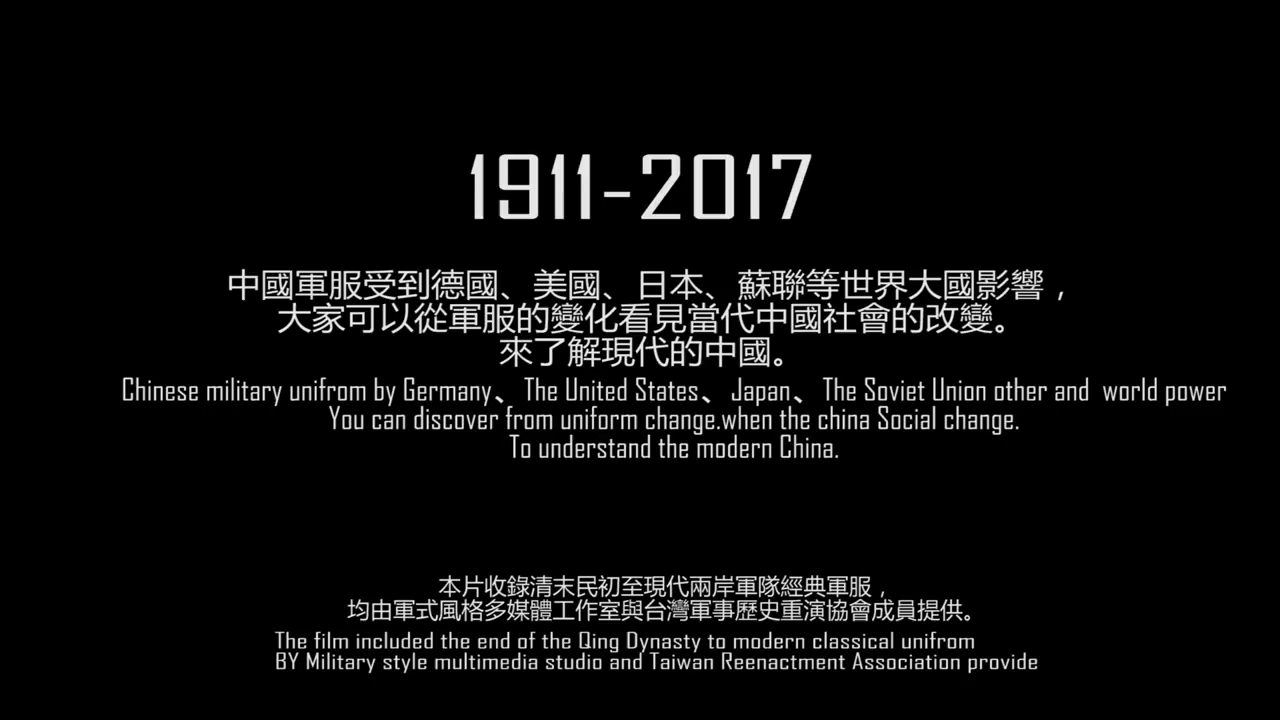 1911-2017
中國軍服受到德國、美國、日本、蘇聯等世界大國影響，
大家可以從軍服的變化看見當代中國社會的改變。
來了解現代的中國。
Chinese military unifrom by Germany、The United States、Japan、The Soviet Union other and world power
You can discover from uniform change.when the china Social change.
To understand the modern China.
本片收錄清末民初至現代兩岸軍隊經典軍服，
均由軍式風格多媒體工作室與台灣軍事歷史重演協會成員提供。
The film included the end of the Qing Dynasty to modern classical unifrom
BY Military style multimedia studio and Taiwan Reenactment Association provide